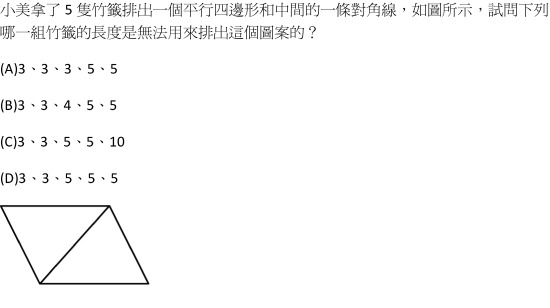 小美拿了 5 隻竹籤排出一個平行四邊形和中間的一條對角線，如圖所示，試問下列
哪一組竹籤的長度是無法用來排出這個圖案的？
(A)3、3、3、5、5
(B)3、3、4、5、5
(C)3、3、5、5、10
(D)3、3、5、5、5